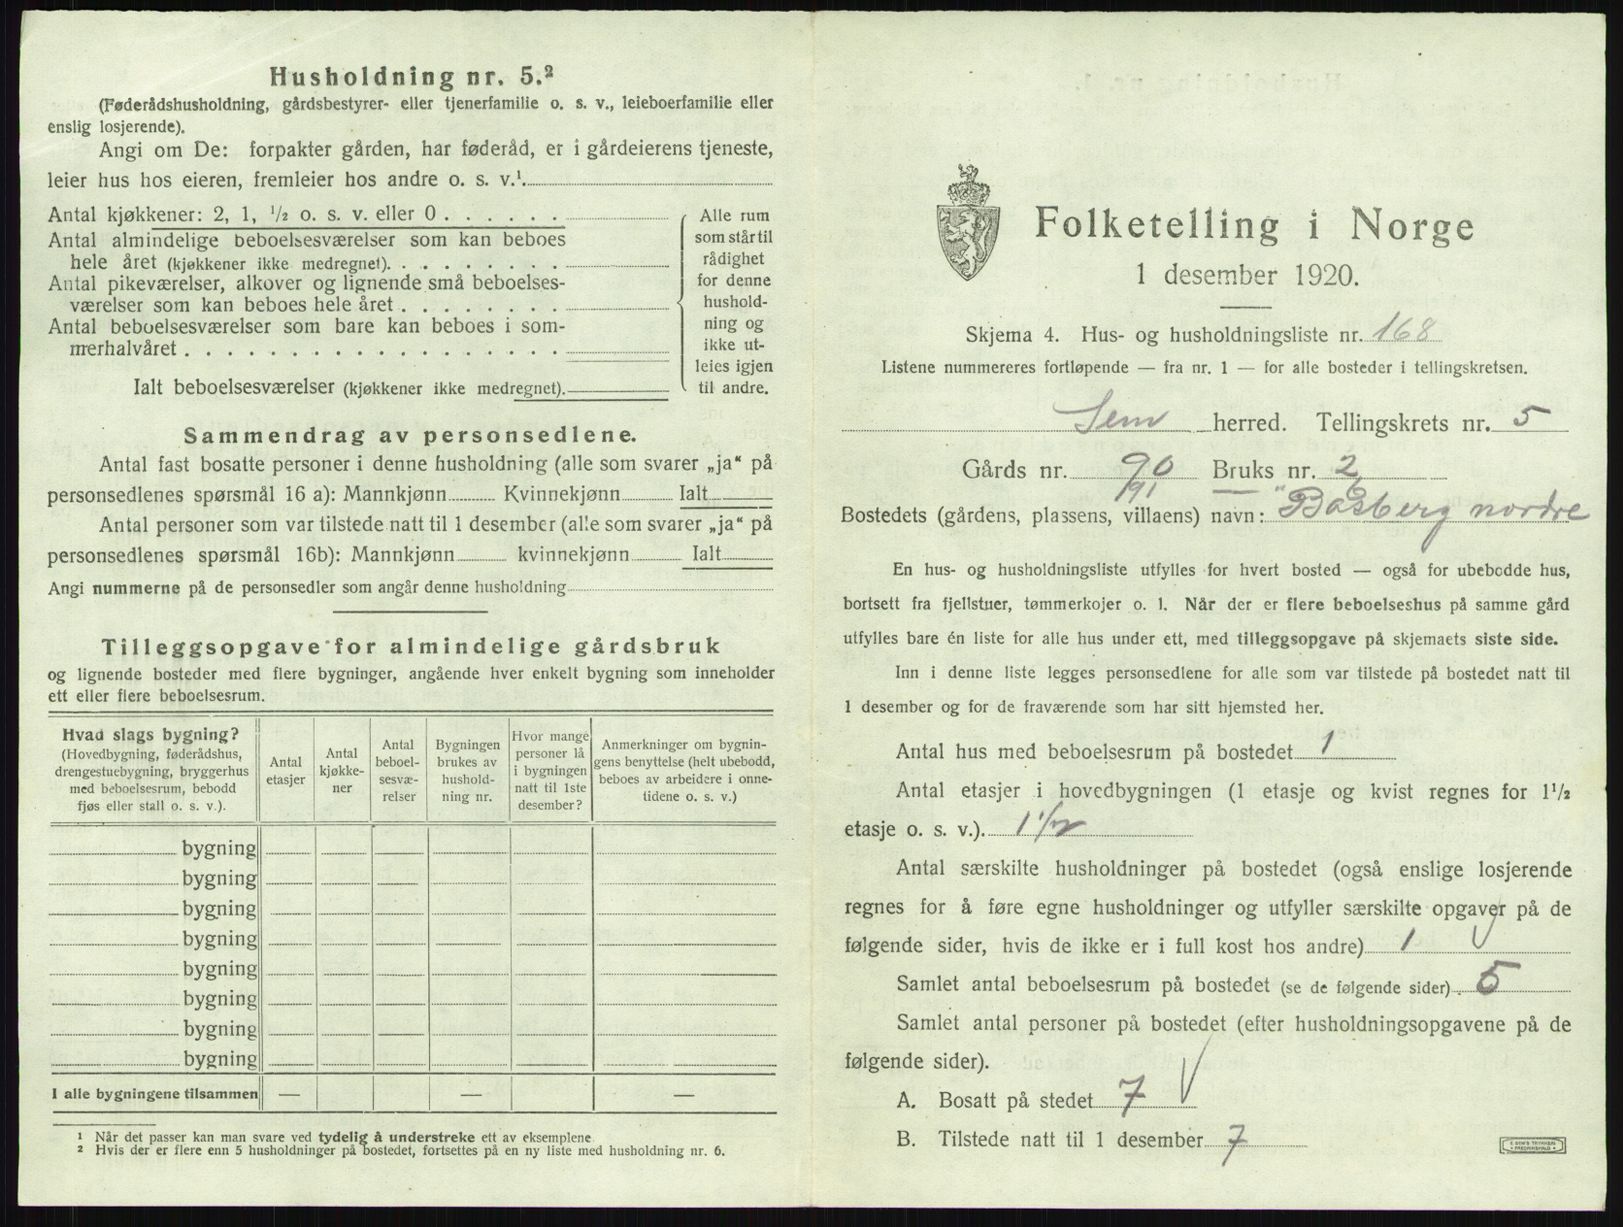 Husholdning nr. 5.²
(Føderådshusholdning, gårdsbestyrer- eller tjenerfamilie o. s. v., leieboerfamilie eller
enslig losjerende).
Angi om De: forpakter gården, har føderåd, er i gårdeierens tjeneste,
leier hus hos eieren, fremleier hos andre o. s. v.¹
Antal kjøkkener: 2, 1, ½ o. s. v. eller 0
Antal almindelige beboelsesværelser som kan beboes
hele året (kjøkkener ikke medregnet).
Antal pikeværelser, alkover og lignende små beboelses-
værelser som kan beboes hele året
Antal beboelsesværelser som bare kan beboes i som-
merhalvåret
Ialt beboelsesværelser (kjøkkener ikke medregnet).
Alle rum
som står til
rådighet
for denne
hushold-
ning og
ikke ut-
leies igjen
til andre.
Sammendrag av personsedlene.
Antal fast bosatte personer i denne husholdning (alle som svarer „ja“ på
personsedlenes spørsmål 16 a): Mannkjønn Kvinnekjønn Ialt
Antal personer som var tilstede natt til 1 desember (alle som svarer „ja“ på
personsedlenes spørsmål 16b): Mannkjønn kvinnekjønn Ialt
Angi nummerne på de personsedler som angår denne husholdning
Tilleggsopgave for almindelige gårdsbruk
og lignende bosteder med flere bygninger, angående hver enkelt bygning som inneholder
ett eller flere beboelsesrum.
Hvad slags bygning?
(Hovedbygning, føderådshus,
drengestuebygning, bryggerhus
med beboelsesrum, bebodd
fjøs eller stall o. s. v.).
Antal
etasjer
Antal
kjøkke-
ner
Antal
beboel-
sesvæ-
relser
Bygningen
brukes av
hushold-
ning nr.
Hvor mange
personer lå
i bygningen
natt til 1ste
desember?
Anmerkninger om bygnin-
gens benyttelse (helt ubebodd,
beboes av arbeidere i onne-
tidene o. s. v.)
bygning
bygning
bygning
bygning
bygning
bygning
bygning
bygning
I alle bygningene tilsammen — — —
¹ Når det passer kan man svare ved tydelig å understreke ett av eksemplene
² Hvis der er flere enn 5 husholdninger på bostedet, fortsettes på en ny liste med husholdning nr. 6.
Folketelling i Norge
1 desember 1920.
Skjema 4. Hus- og husholdningsliste nr. 168
Listene nummereres fortløpende — fra nr. 1 — for alle bosteder i tellingskretsen.
Sem herred. Tellingskrets nr. 5
Gårds nr. 90 Bruks nr. 2
191 6
Bostedets (gårdens, plassens, villaens) navn: "Basberg nordre
En hus- og husholdningsliste utfylles for hvert bosted — også for ubebodde hus,
bortsett fra fjellstuer, tømmerkojer o. l. Når der er flere beboelseshus på samme gård
utfylles bare én liste for alle hus under ett, med tilleggsopgave på skjemaets siste side.
Inn i denne liste legges personsedlene for alle som var tilstede på bostedet natt til
1 desember og for de fraværende som har sitt hjemsted her.
Antal hus med beboelsesrum på bostedet 1
Antal etasjer i hovedbygningen (1 etasje og kvist regnes for 1½
etasje o. s. v.). 1 1/2
Antal særskilte husholdninger på bostedet (også enslige losjerende
regnes for å føre egne husholdninger og utfyller særskilte opgaver på de
følgende sider, hvis de ikke er i full kost hos andre) 1
Samlet antal beboelsesrum på bostedet (se de følgende sider). 5
Samlet antal personer på bostedet (efter husholdningsopgavene på de
følgende sider).
A. Bosatt på stedet 7
B. Tilstede natt til 1 desember 7